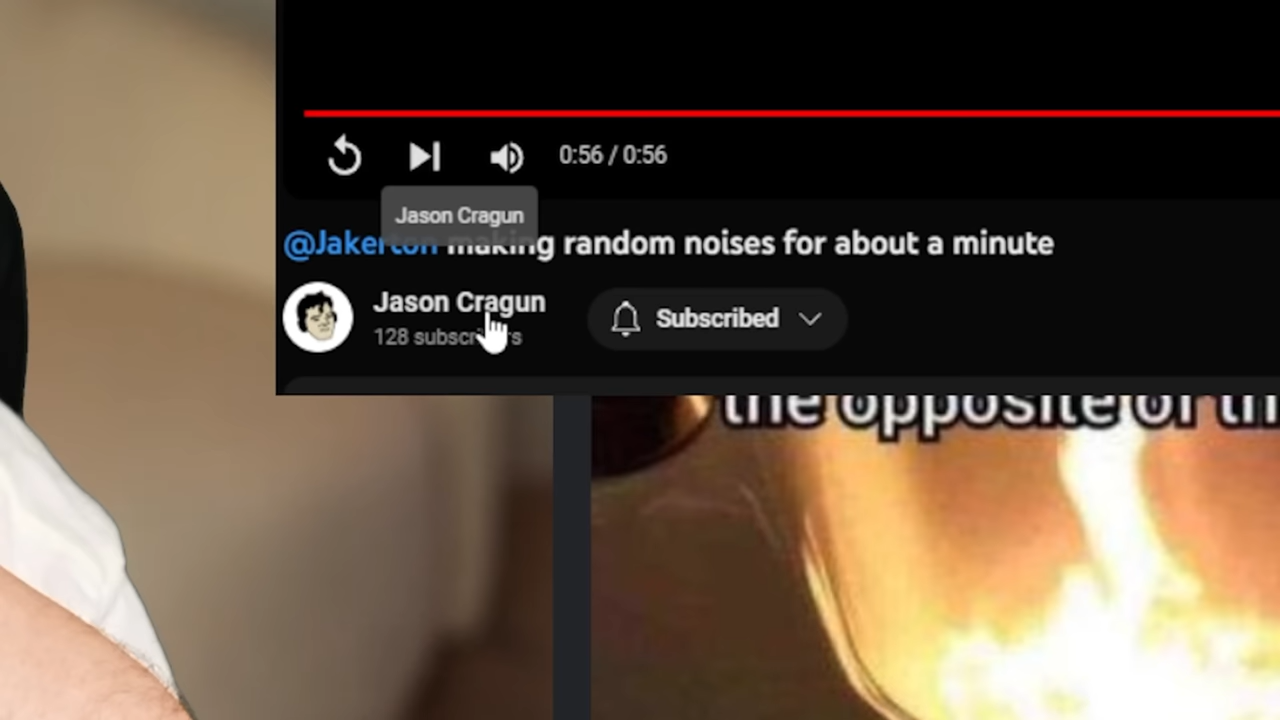 0:56 / 0:56
Jason Cragun
@Jakerton making random noises for about a minute
Jason Cragun
128 subscribers
Subscribed
the opposite of